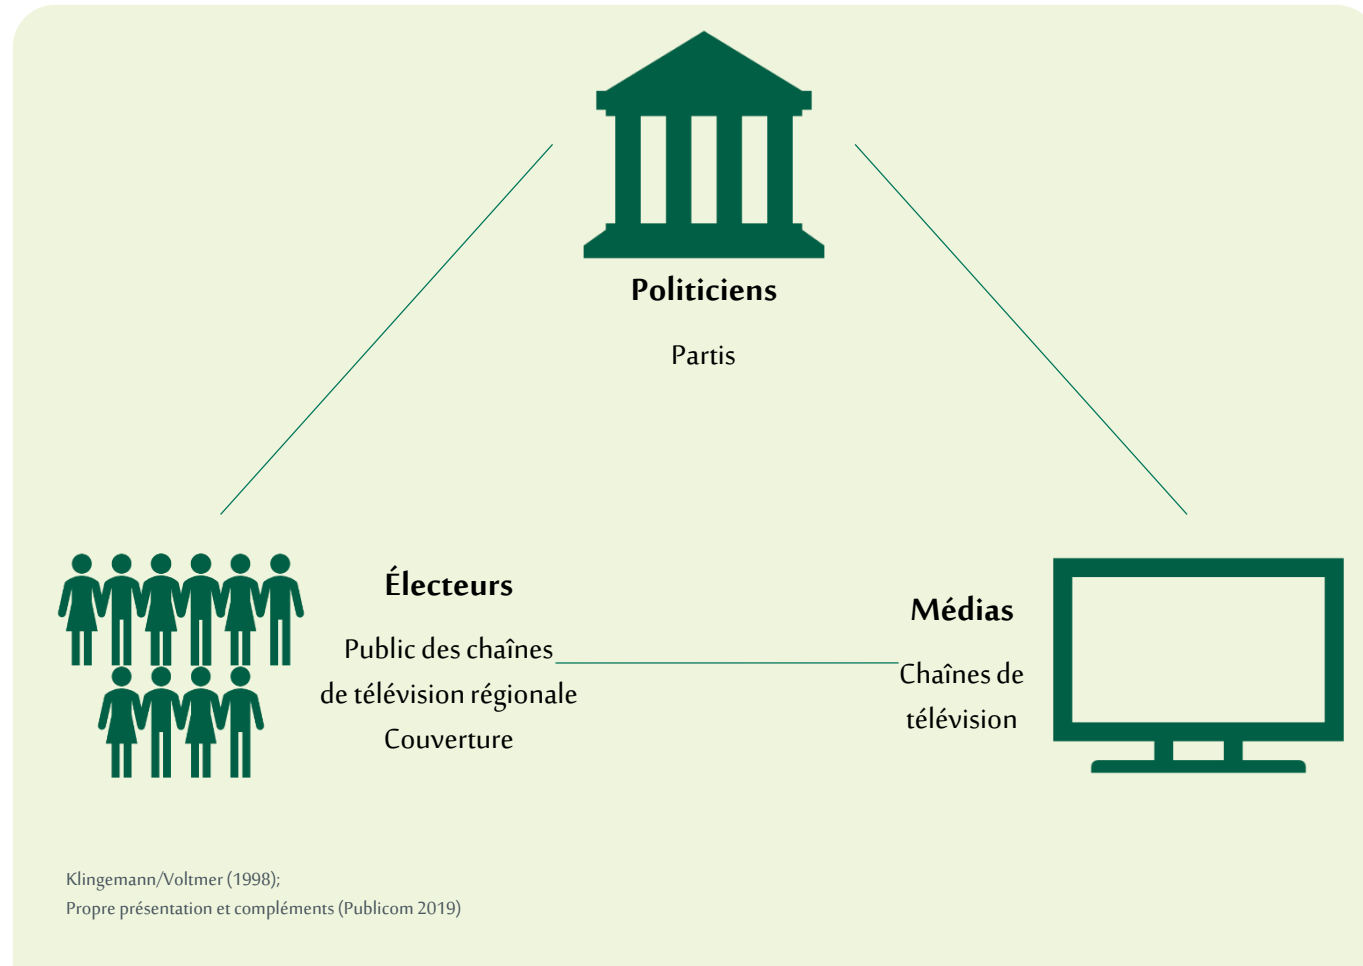 Politiciens
Partis
Électeurs
Public des chaînes
de télévision régionale
Couverture
Médias
Chaînes de
télévision
Klingemann/Voltmer (1998);
Propre présentation et compléments (Publicom 2019)